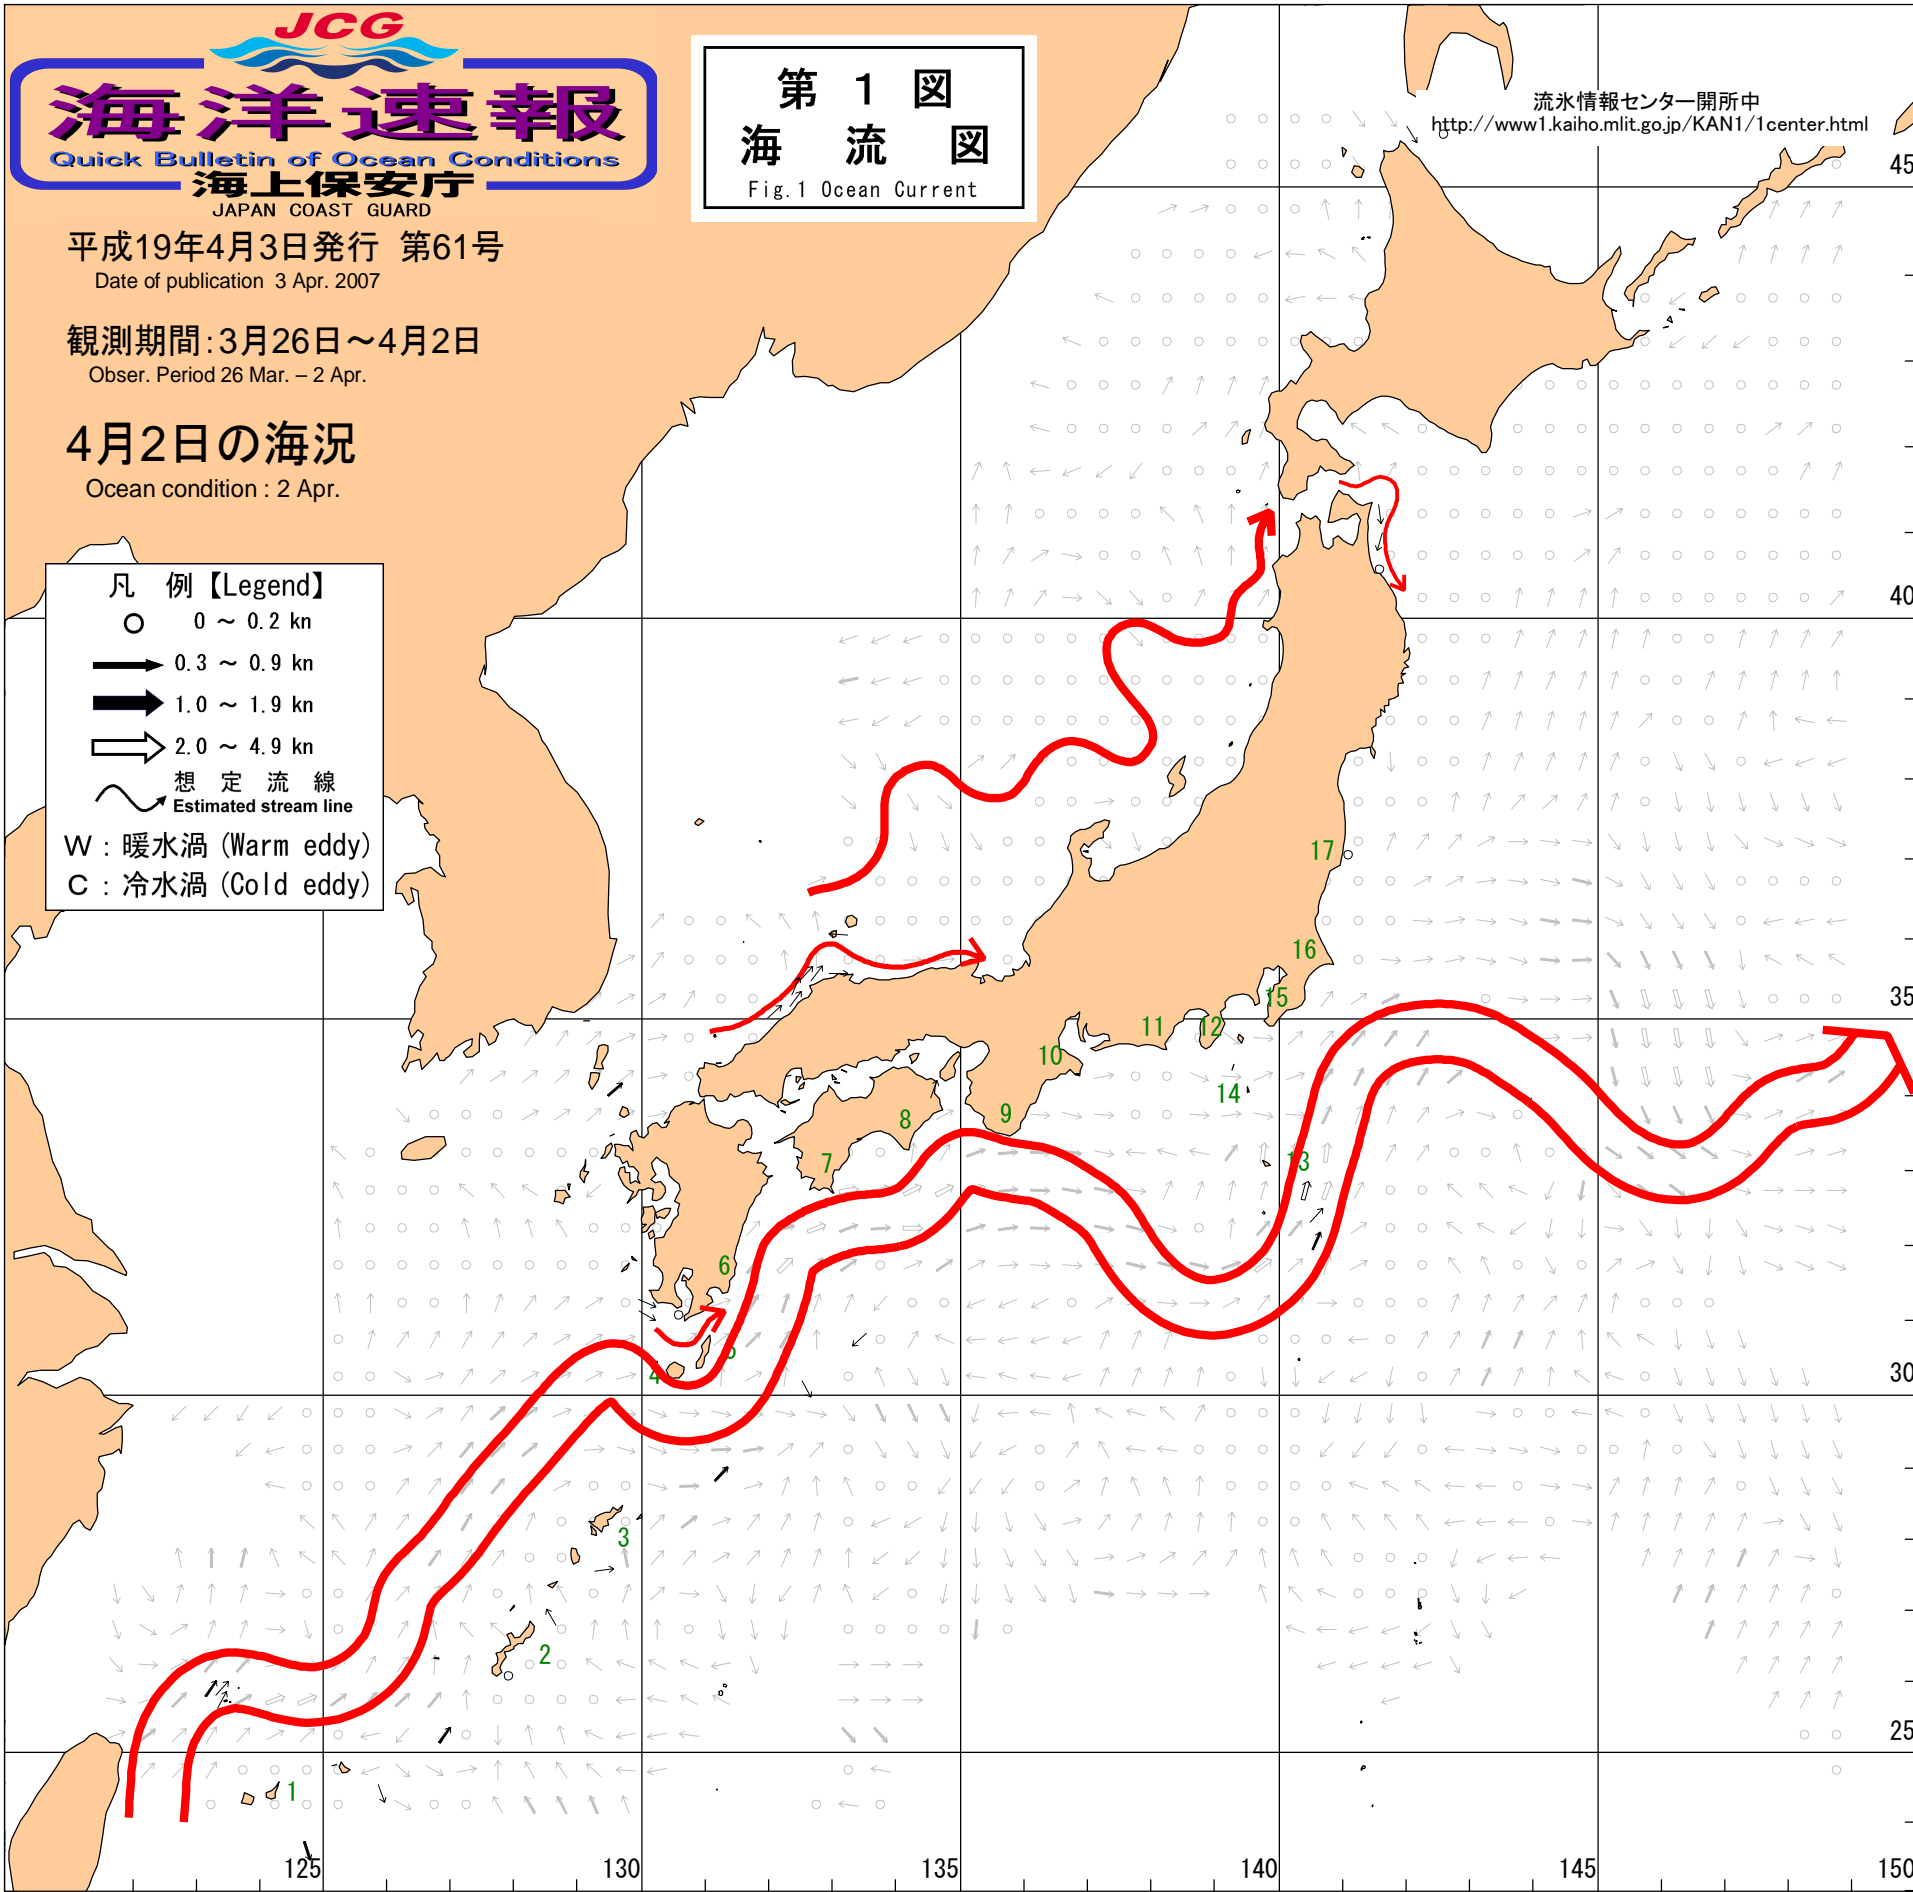 JCG
海洋速報
Quick Bulletin of Ocean Conditions
海上保安庁
JAPAN COAST GUARD
平成19年4月3日発行 第61号
Date of publication 3 Apr. 2007
観測期間:3月26日～4月2日
Obser. Period 26 Mar. – 2 Apr.
4月2日の海況
Ocean condition : 2 Apr.
第 1 図
海 流 図
Fig.1 Ocean Current
流氷情報センター開所中
http://www1.kaiho.mlit.go.jp/KAN1/1center.html
凡 例【Legend】
0 ～ 0.2 kn
0.3 ～ 0.9 kn
1.0 ～ 1.9 kn
2.0 ～ 4.9 kn
想 定 流 線
Estimated stream line
W : 暖水渦 (Warm eddy)
C : 冷水渦 (Cold eddy)
45
40
35
30
25
17
16
15
12
11
10
14
9
8
13
7
6
4
3
2
1
125
130
135
140
145
150